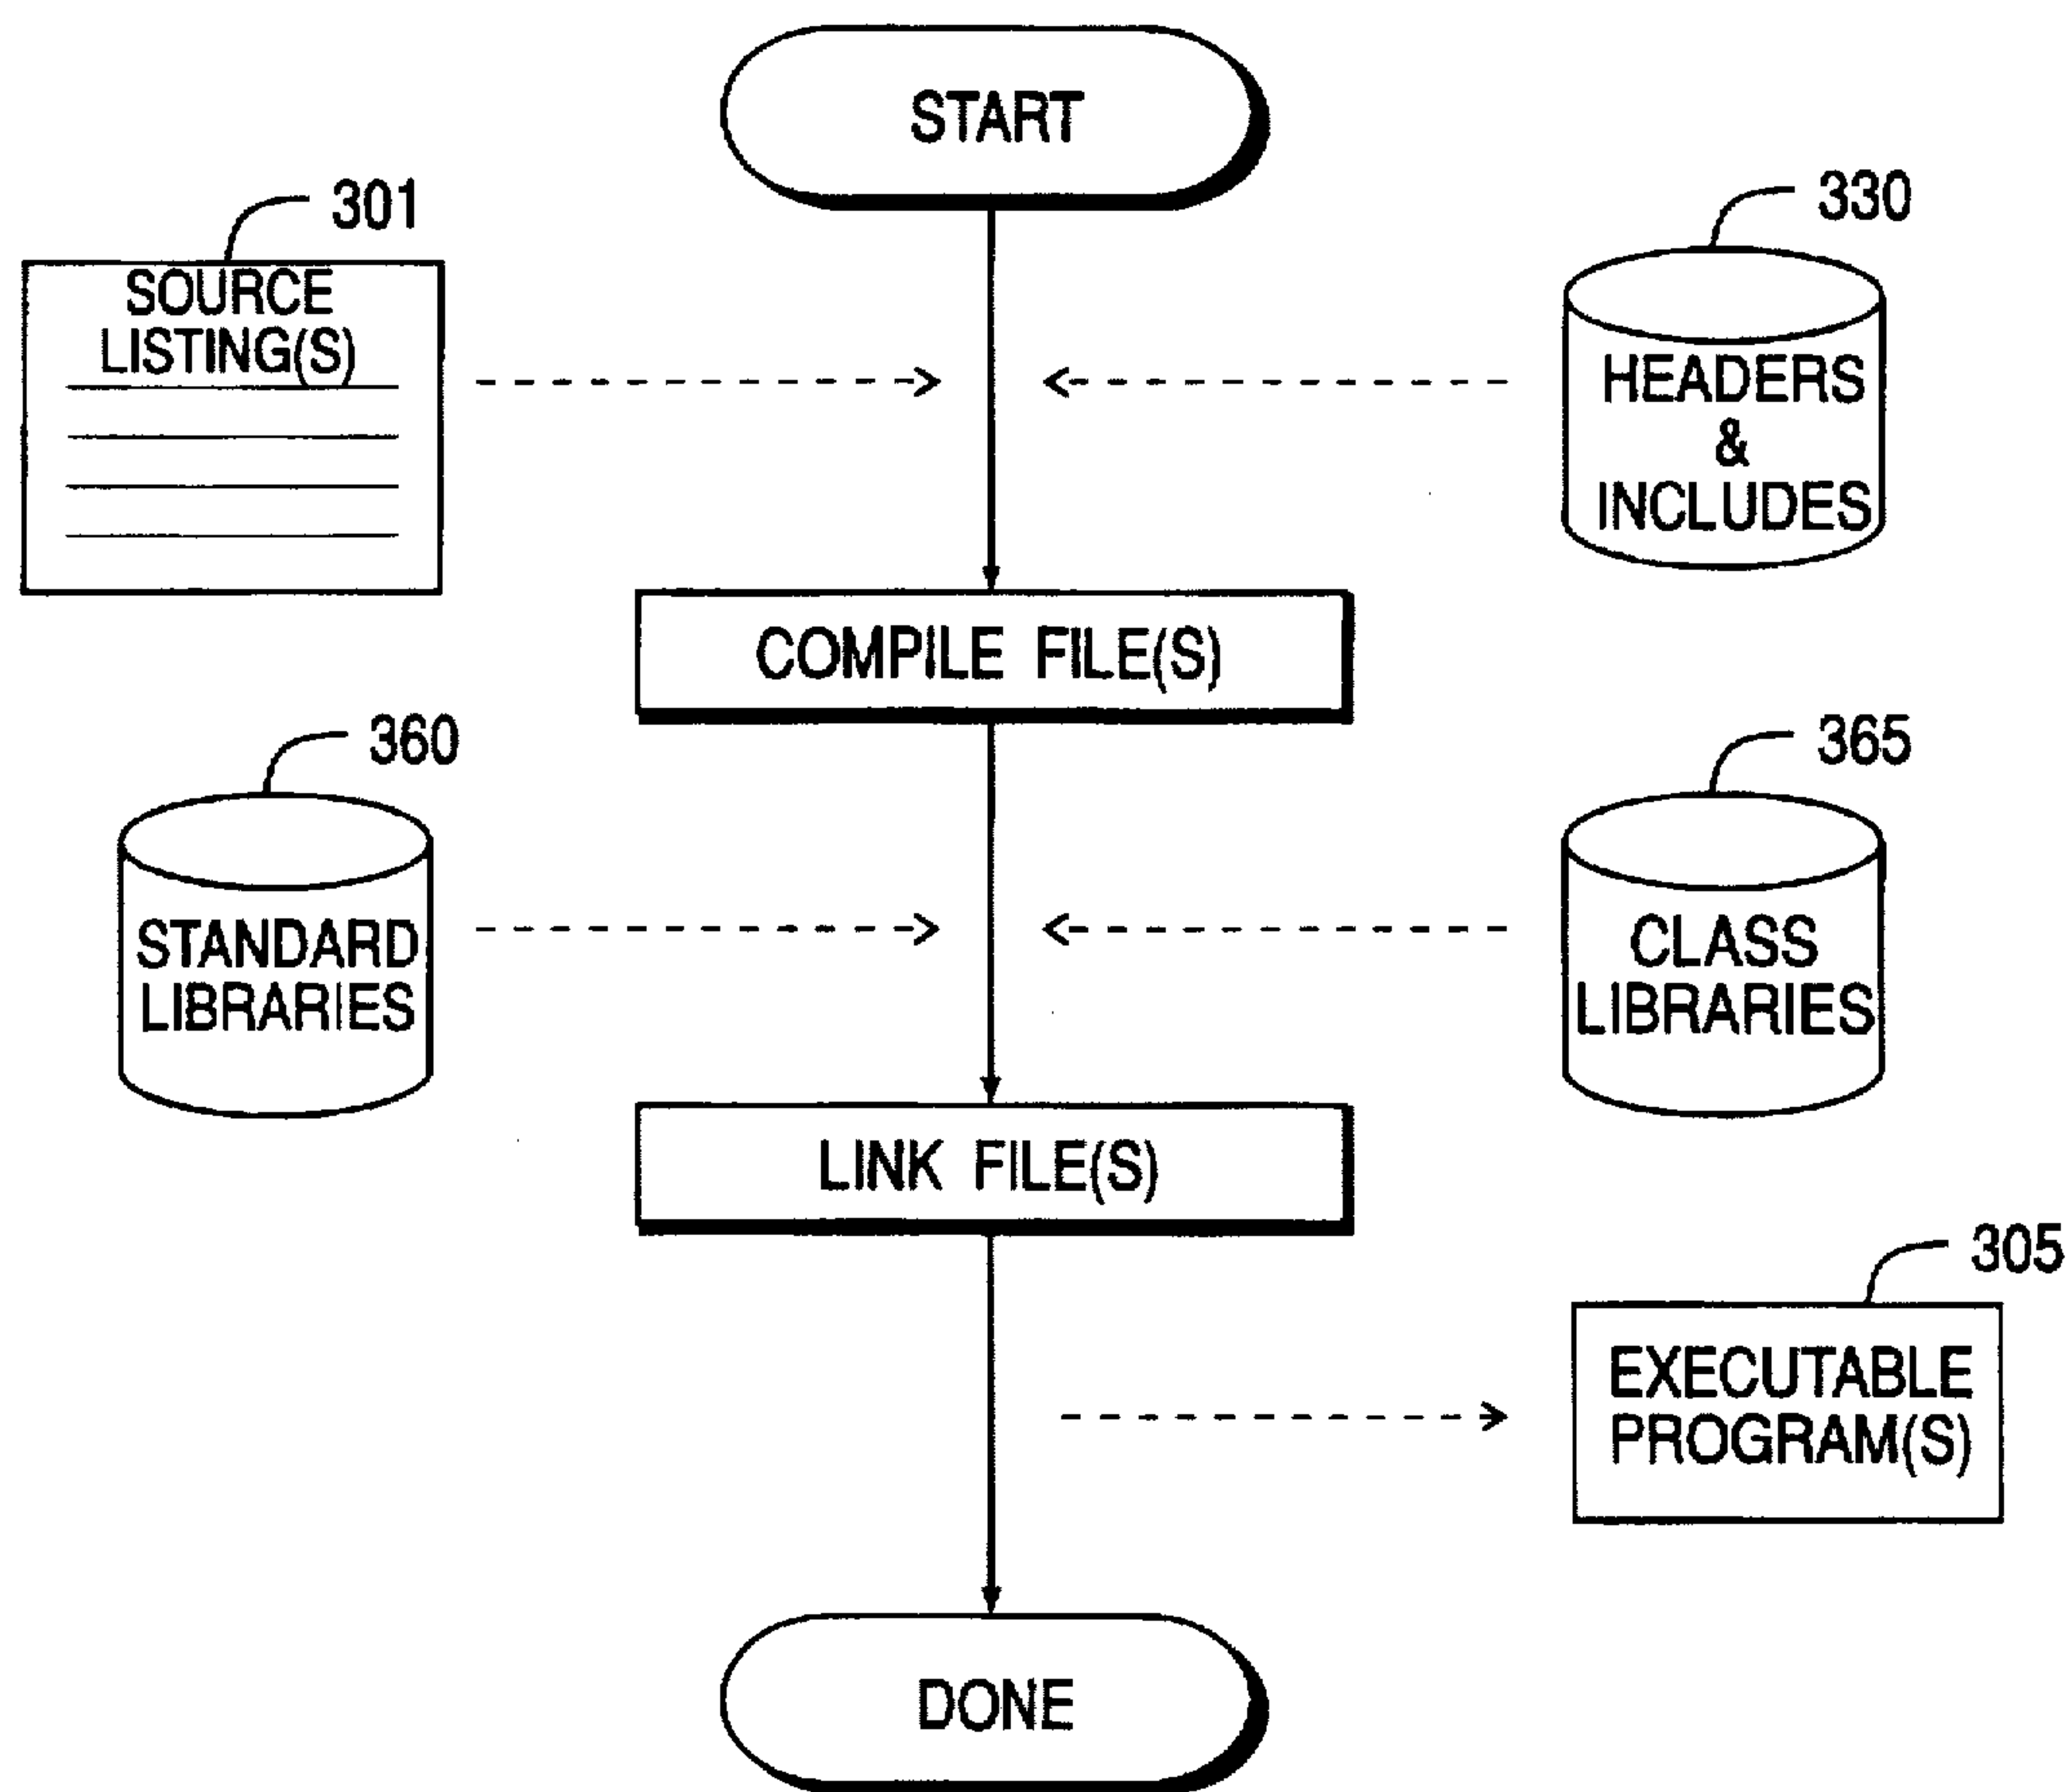 START
301
330
SOURCE
LISTING(S)
HEADERS
&
INCLUDES
COMPILE FILE(S)
360
365
STANDARD
LIBRARIES
CLASS
LIBRARIES
LINK FILE(S)
305
EXECUTABLE
PROGRAM(S)
DONE